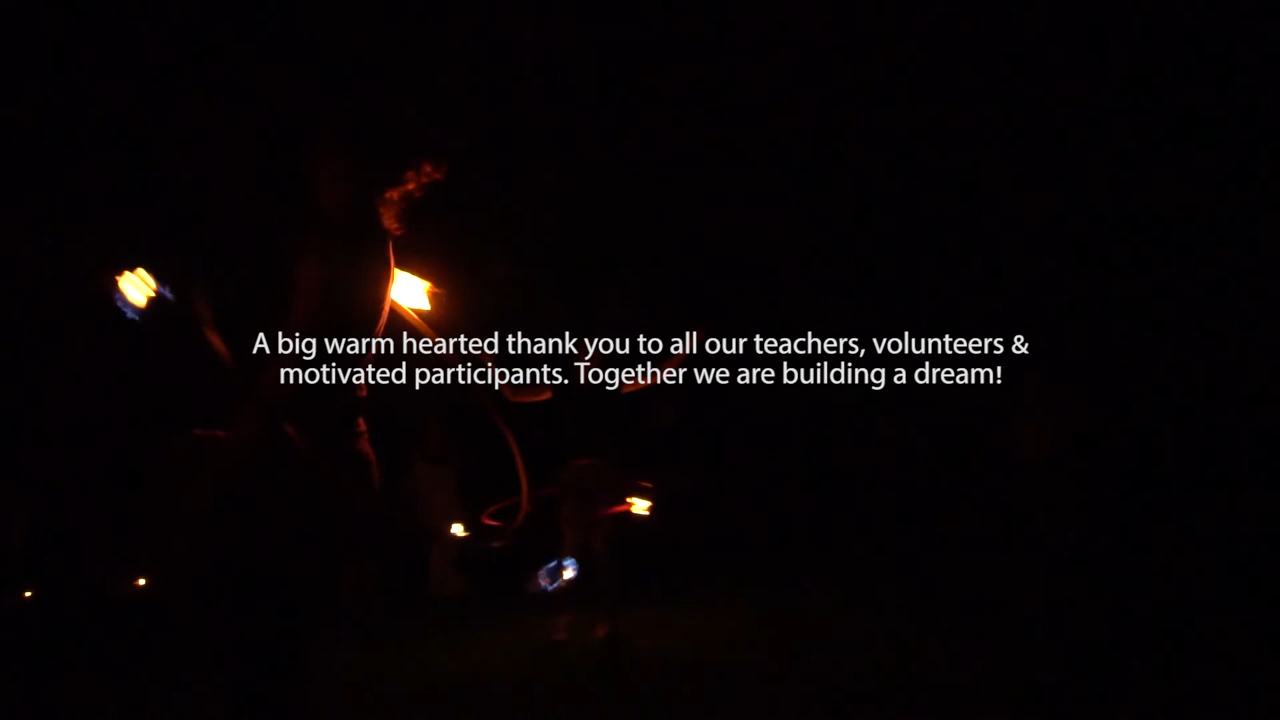 A big warm hearted thank you to all our teachers, volunteers &
motivated participants. Together we are building a dream!